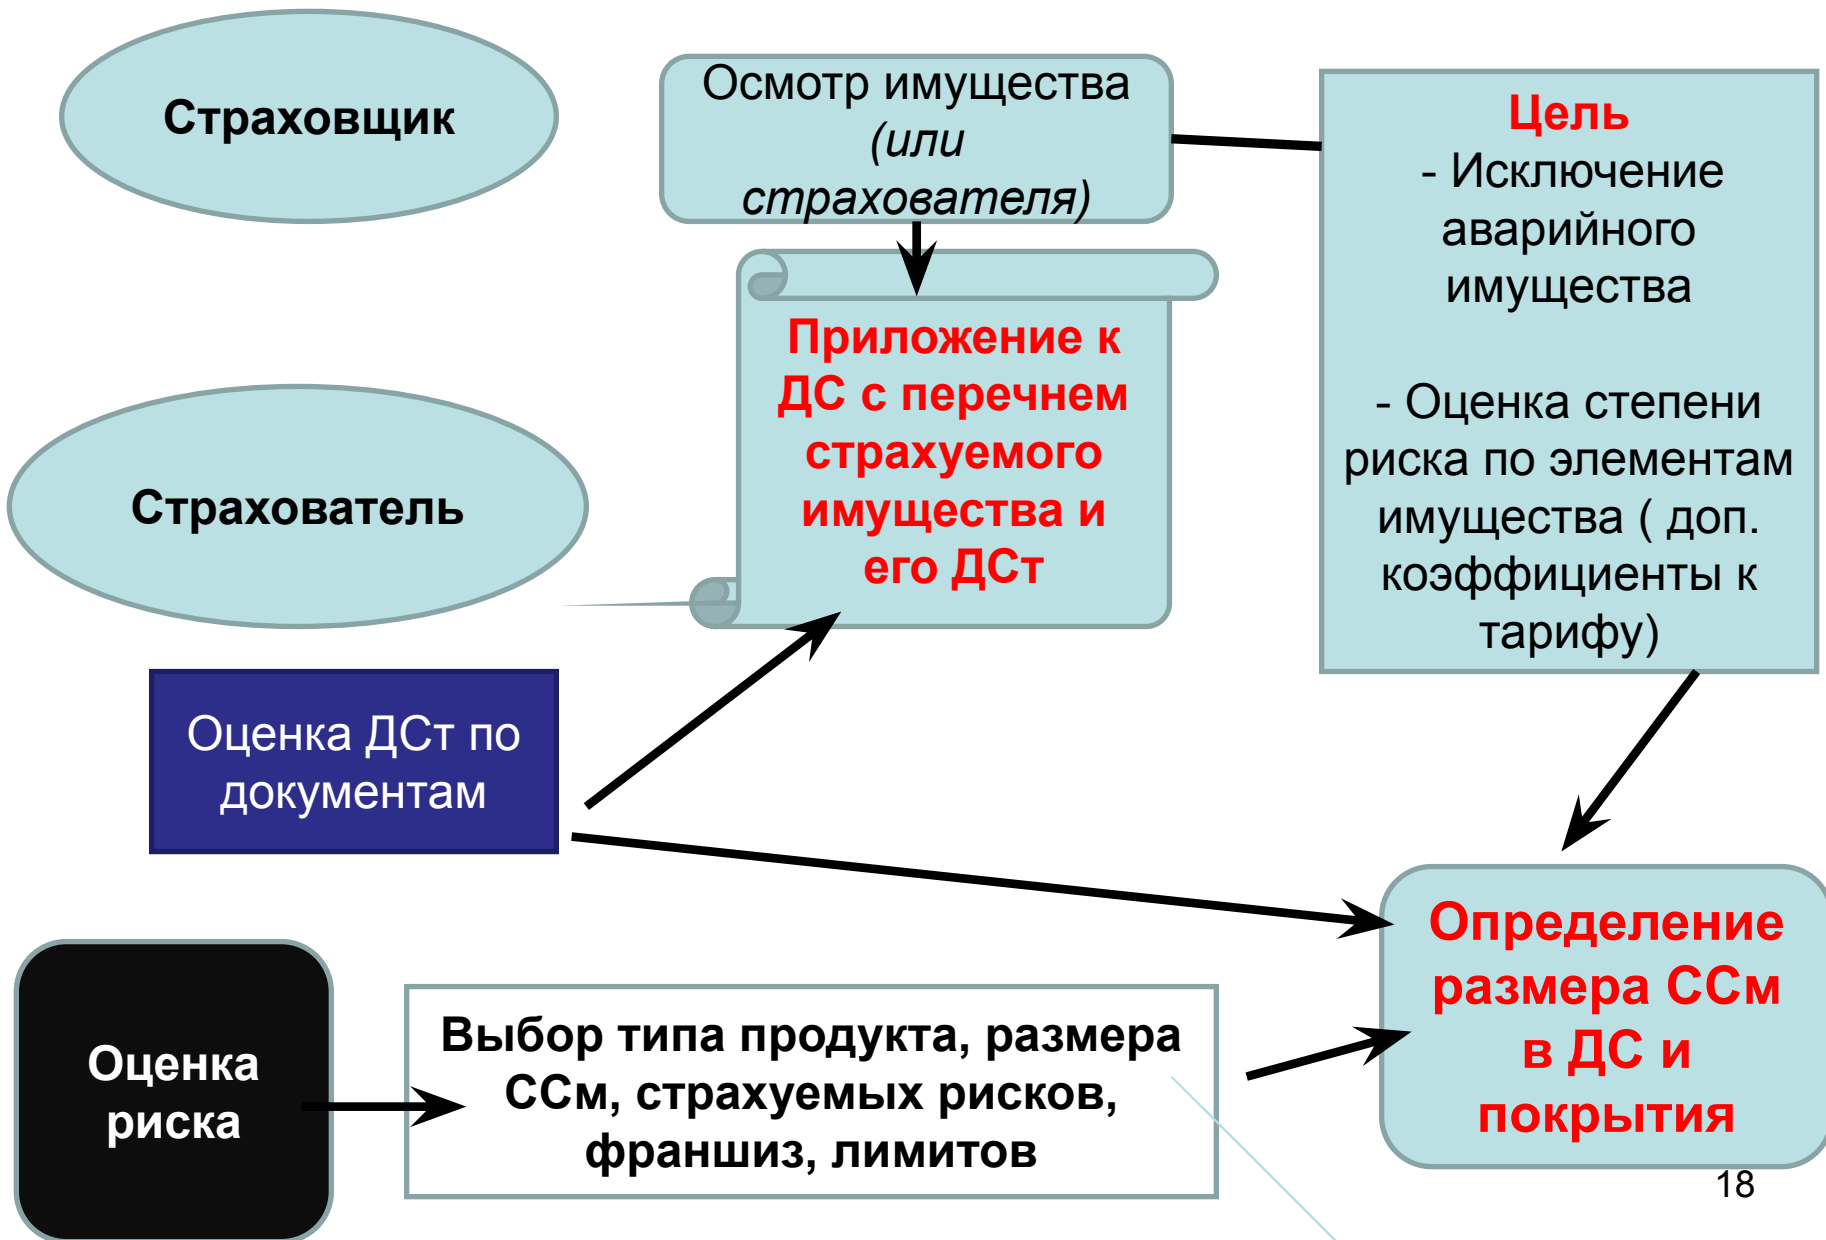 Страховщик
Осмотр имущества
(или
страхователя)
Цель
- Исключение
аварийного
имущества
- Оценка степени
риска по элементам
имущества ( доп.
коэффициенты к
тарифу)
Приложение к
ДС с перечнем
страхуемого
имущества и
его ДСт
Страхователь
Оценка ДСт по
документам
Оценка
риска
Выбор типа продукта, размера
ССм, страхуемых рисков,
франшиз, лимитов
Определение
размера ССм
в ДС и
покрытия
18